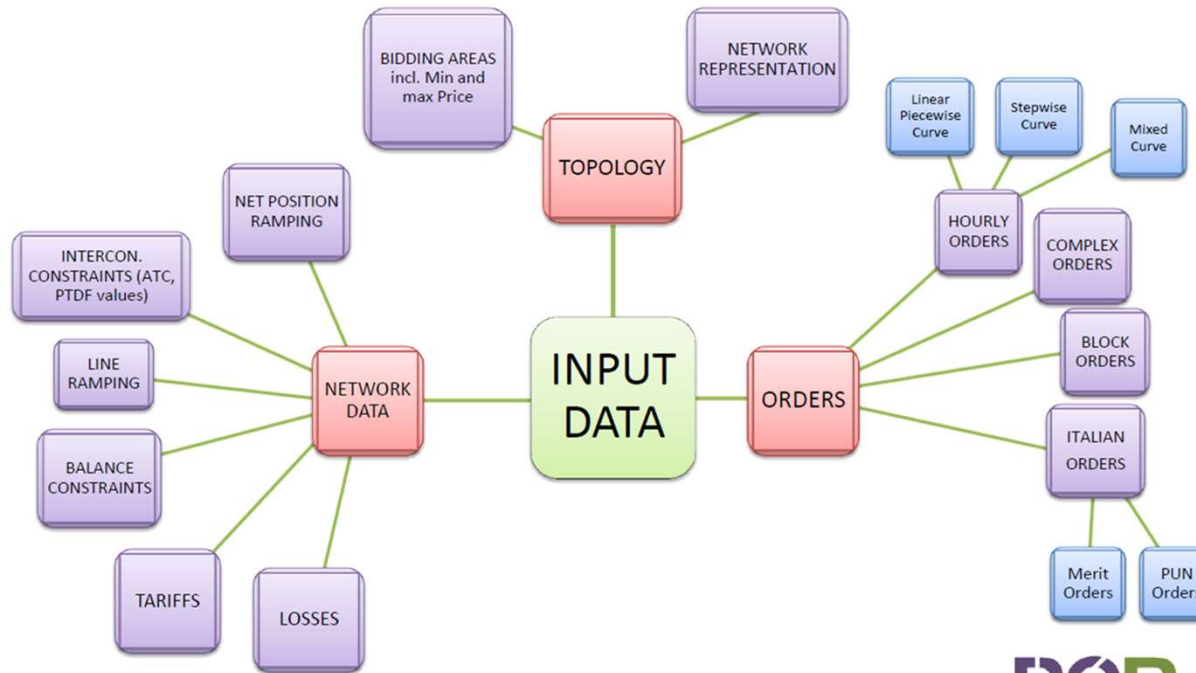 BIDDING AREAS
incl. Min and
max Price
NETWORK
REPRESENTATION
TOPOLOGY
Linear
Piecewise
Curve
Stepwise
Curve
Mixed
Curve
HOURLY
ORDERS
COMPLEX
ORDERS
BLOCK
ORDERS
ITALIAN
ORDERS
Merit
Orders
PUN
Orders
ORDERS
INPUT
DATA
NETWORK
DATA
NET POSITION
RAMPING
INTERCON.
CONSTRAINTS (ATC,
PTDF values)
LINE
RAMPING
BALANCE
CONSTRAINTS
TARIFFS
LOSSES